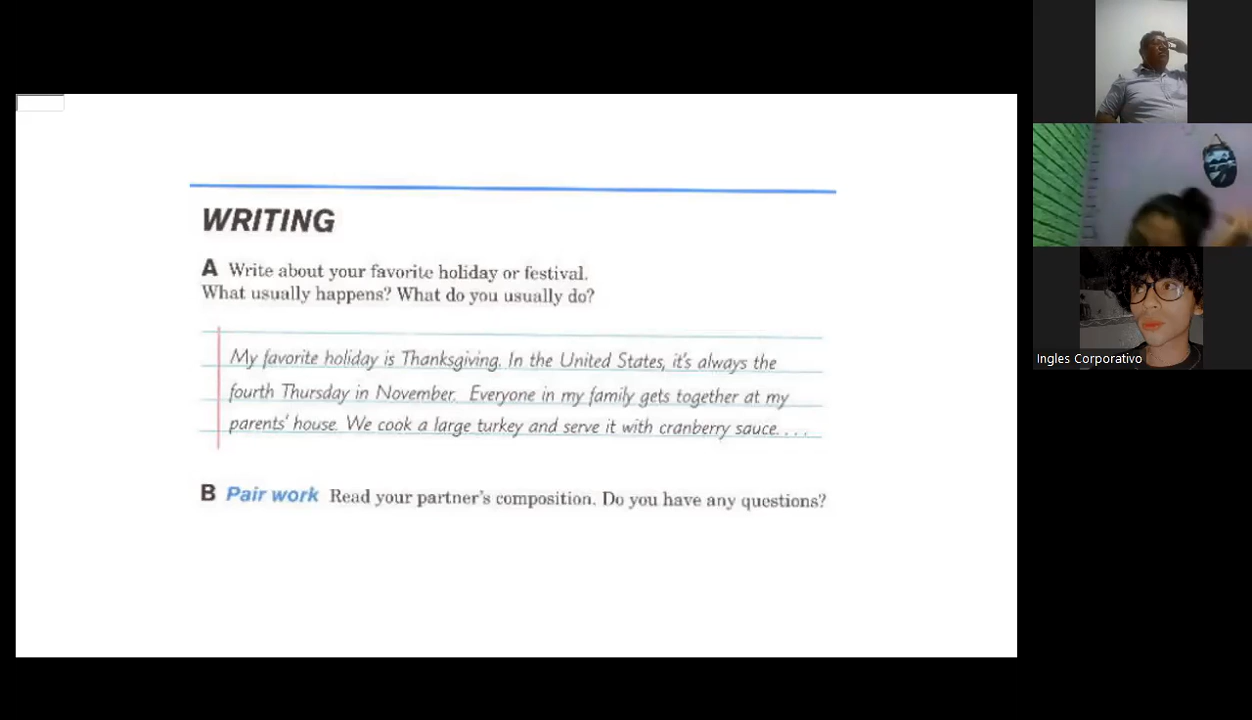 WRITING
A Write about your favorite holiday or festival.
What usually happens? What do you usually do?
My favorite holiday is Thanksgiving. In the United States, it's always the
fourth Thursday in November. Everyone in my family gets together at my
parents' house. We cook a large turkey and serve it with cranberry sauce. . . .
B Pair work Read your partner's composition. Do you have any questions?
Ingles Corporativo